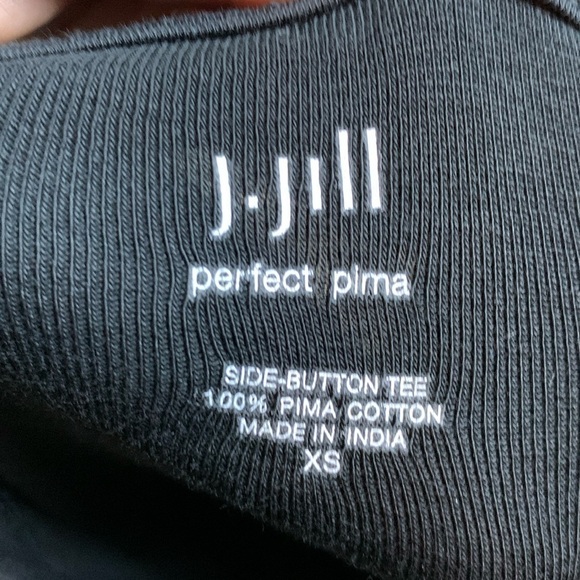 J.Jill
perfect pima
SIDE-BUTTON TEE
100% PIMA COTTON
MADE IN INDIA
XS